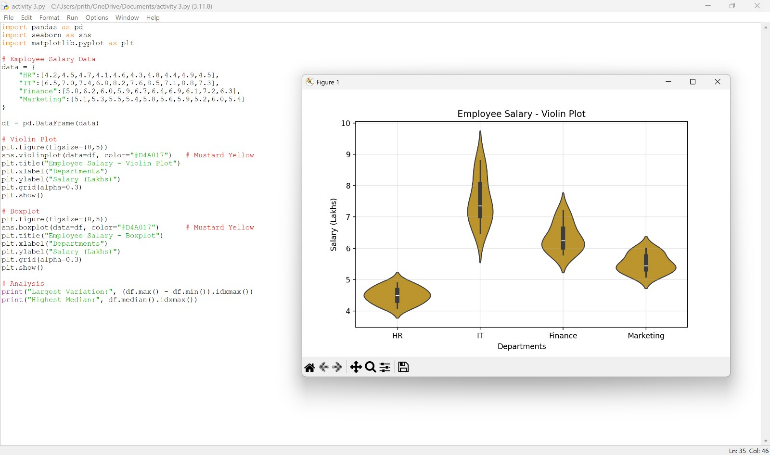 activity 3.py - C:/Users/prith/OneDrive/Documents/activity 3.py (3.11.0)
File Edit Format Run Options Window Help
import pandas as pd
import seaborn as sns
import matplotlib.pyplot as plt
# Employee Salary Data
data = {
"HR":[4.2,4.5,4.7,4.1,4.6,4.3,4.8,4.4,4.9,4.5],
"IT":[6.5,7.0,7.4,6.8,8.2,7.6,8.5,7.1,8.8,7.3],
"Finance":[5.8,6.2,6.0,5.9,6.7,6.4,6.9,6.1,7.2,6.3],
"Marketing":[5.1,5.3,5.5,5.4,5.8,5.6,5.9,5.2,6.0,5.4]
}
df = pd.DataFrame(data)
# Violin Plot
plt.figure(figsize=(8,5))
sns.violinplot(data=df, color="#D4A017") # Mustard Yellow
plt.title("Employee Salary - Violin Plot")
plt.xlabel("Departments")
plt.ylabel("Salary (Lakhs)")
plt.grid(alpha=0.3)
plt.show()
# Boxplot
plt.figure(figsize=(8,5))
sns.boxplot(data=df, color="#D4A017") # Mustard Yellow
plt.title("Employee Salary - Boxplot")
plt.xlabel("Departments")
plt.ylabel("Salary (Lakhs)")
plt.grid(alpha=0.3)
plt.show()
# Analysis
print("Largest Variation:", (df.max() - df.min()).idxmax())
print("Highest Median:", df.median().idxmax())
Figure 1
Employee Salary - Violin Plot
10
9
8
7
6
5
4
Salary (Lakhs)
HR IT Finance Marketing
Departments
Ln: 35 Col: 46